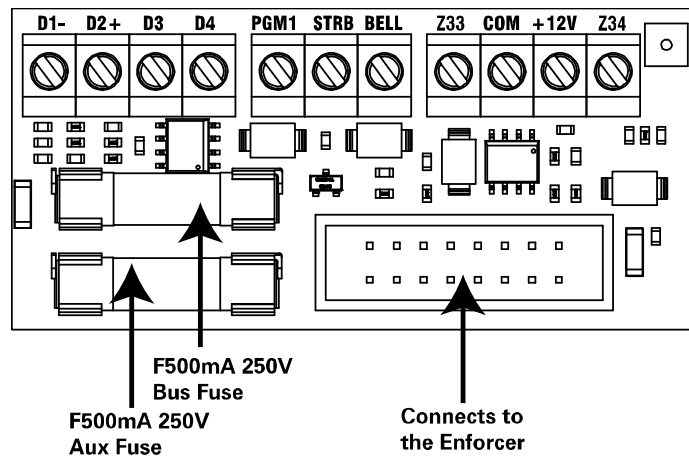 D1- D2+ D3 D4 PGM1 STRB BELL Z33 COM +12V Z34
F500mA 250V
Bus Fuse
F500mA 250V
Aux Fuse
Connects to
the Enforcer